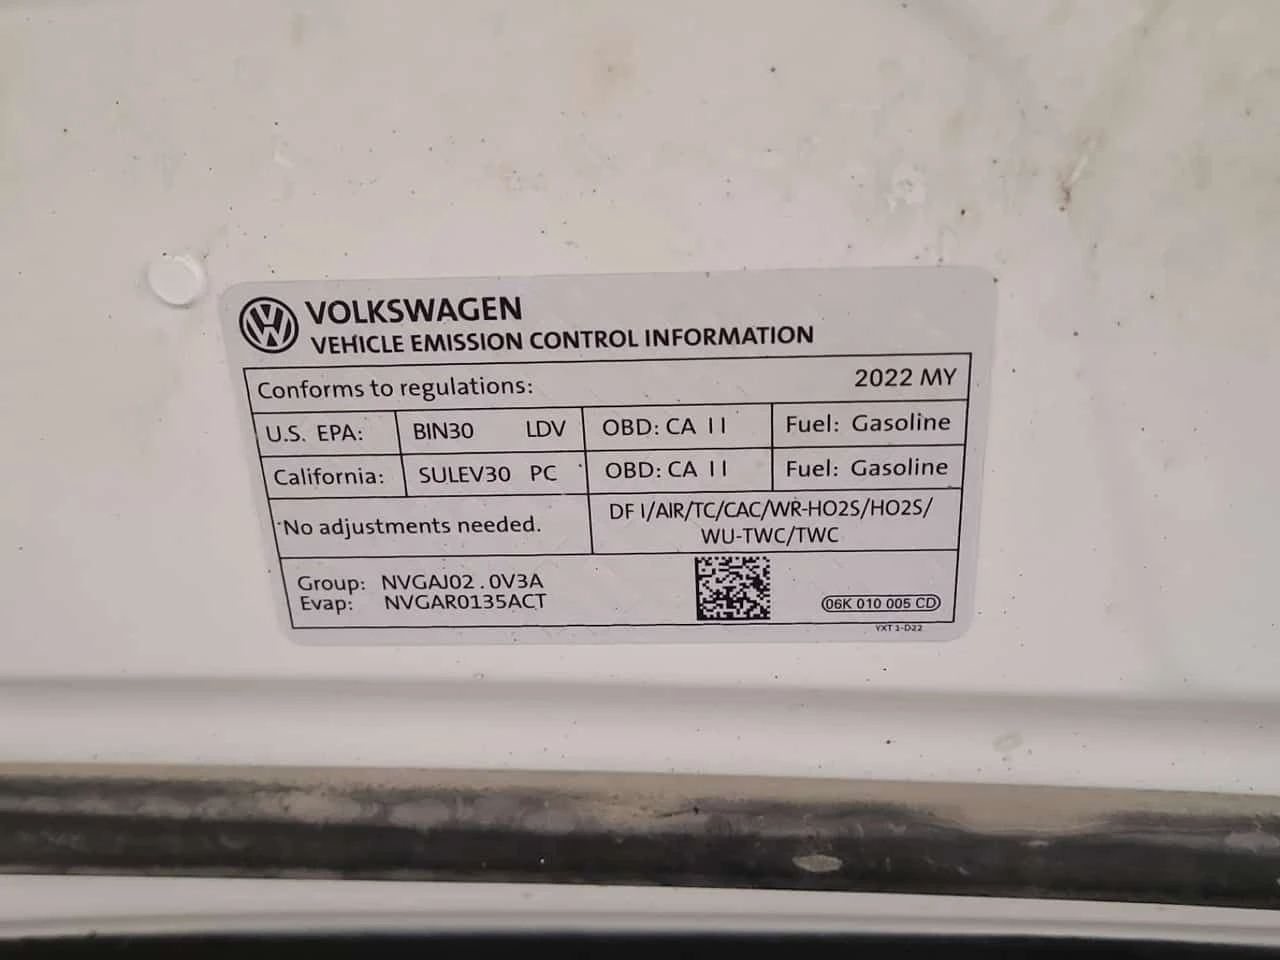 VOLKSWAGEN
VEHICLE EMISSION CONTROL INFORMATION
Conforms to regulations: 2022 MY
U.S. EPA: BIN30 LDV OBD: CA II Fuel: Gasoline
California: SULEV30 PC OBD: CA II Fuel: Gasoline
No adjustments needed.
DF I/AIR/TC/CAC/WR-HO2S/HO2S/
WU-TWC/TWC
Group: NVGAJ02.0V3A
Evap: NVGAR0135ACT
06K 010 005 CD
YXT 1-D22